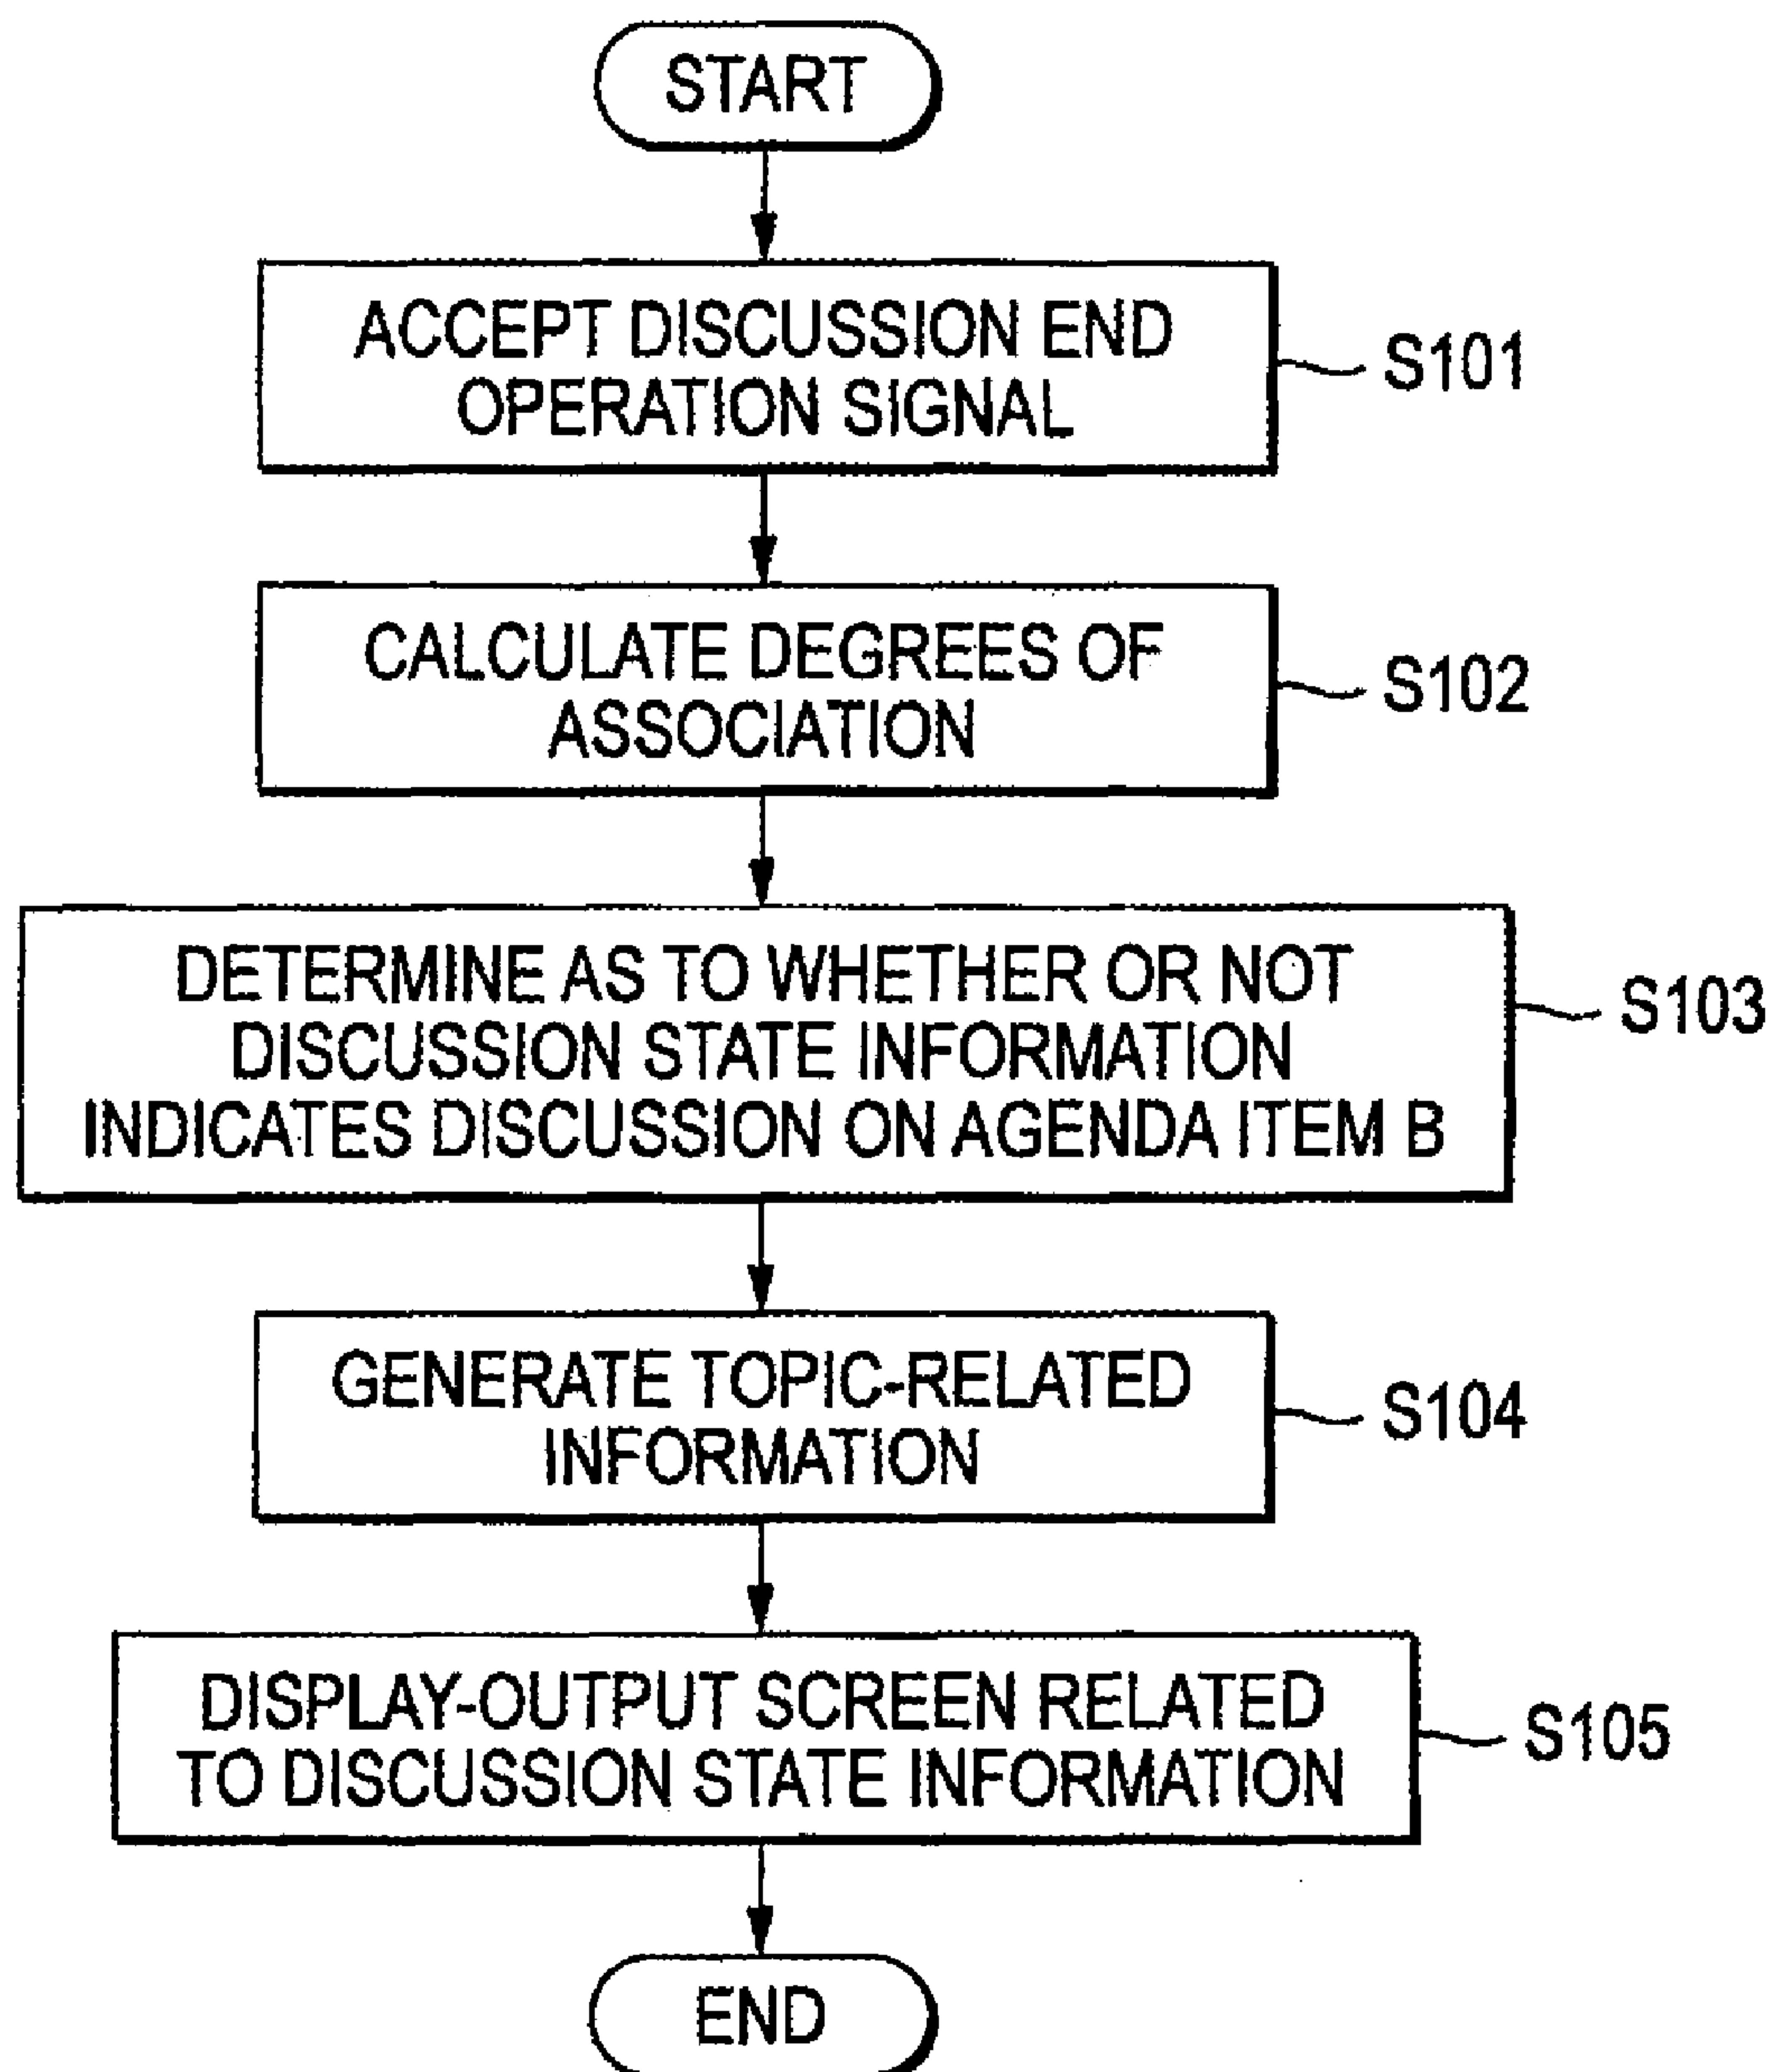 START
ACCEPT DISCUSSION END
OPERATION SIGNAL
S101
CALCULATE DEGREES OF
ASSOCIATION
S102
DETERMINE AS TO WHETHER OR NOT
DISCUSSION STATE INFORMATION
INDICATES DISCUSSION ON AGENDA ITEM B
S103
GENERATE TOPIC-RELATED
INFORMATION
S104
DISPLAY-OUTPUT SCREEN RELATED
TO DISCUSSION STATE INFORMATION
S105
END